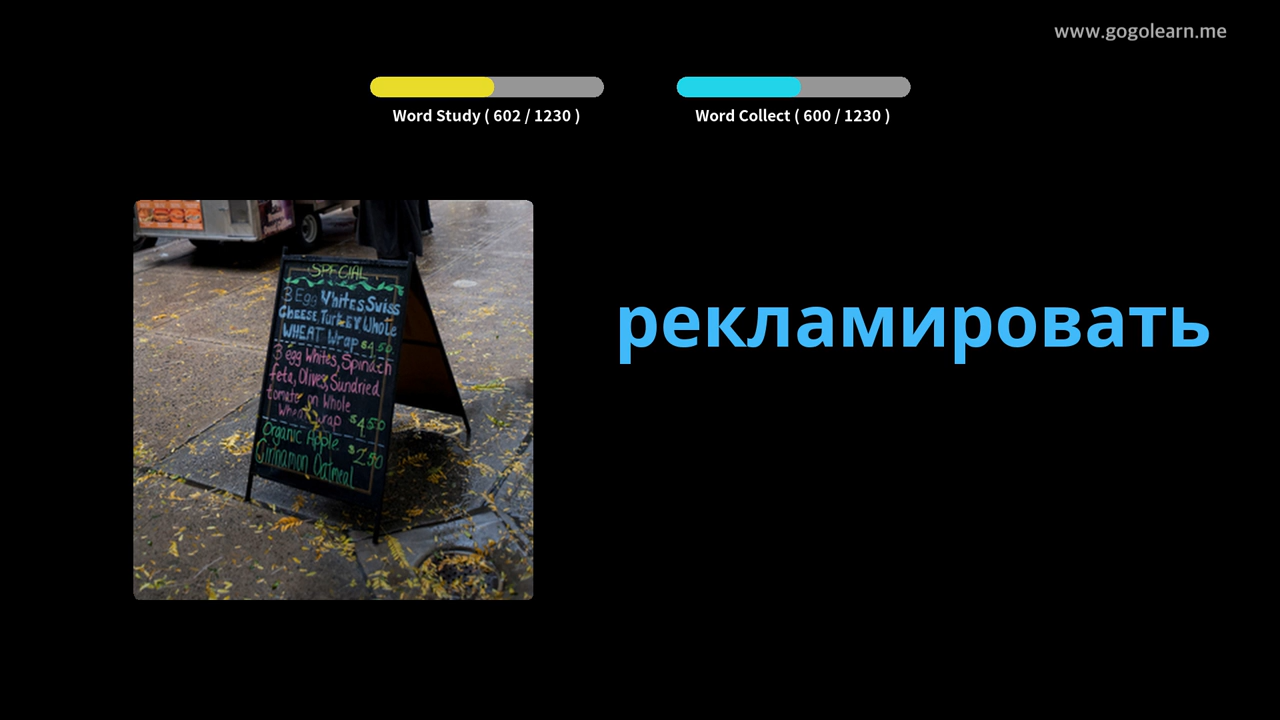 www.gogolearn.me
Word Study ( 602 / 1230 )
Word Collect ( 600 / 1230 )
рекламировать
SPECIAL
3 Egg Whites, Swiss
Cheese, Turkey Whole
WHEAT Wrap $4.50
3 egg Whites, Spinach
feta, Olives, Sundried
tomato on Whole
Wheat Wrap $4.50
Organic Apple
Cinnamon Oatmeal $2.50